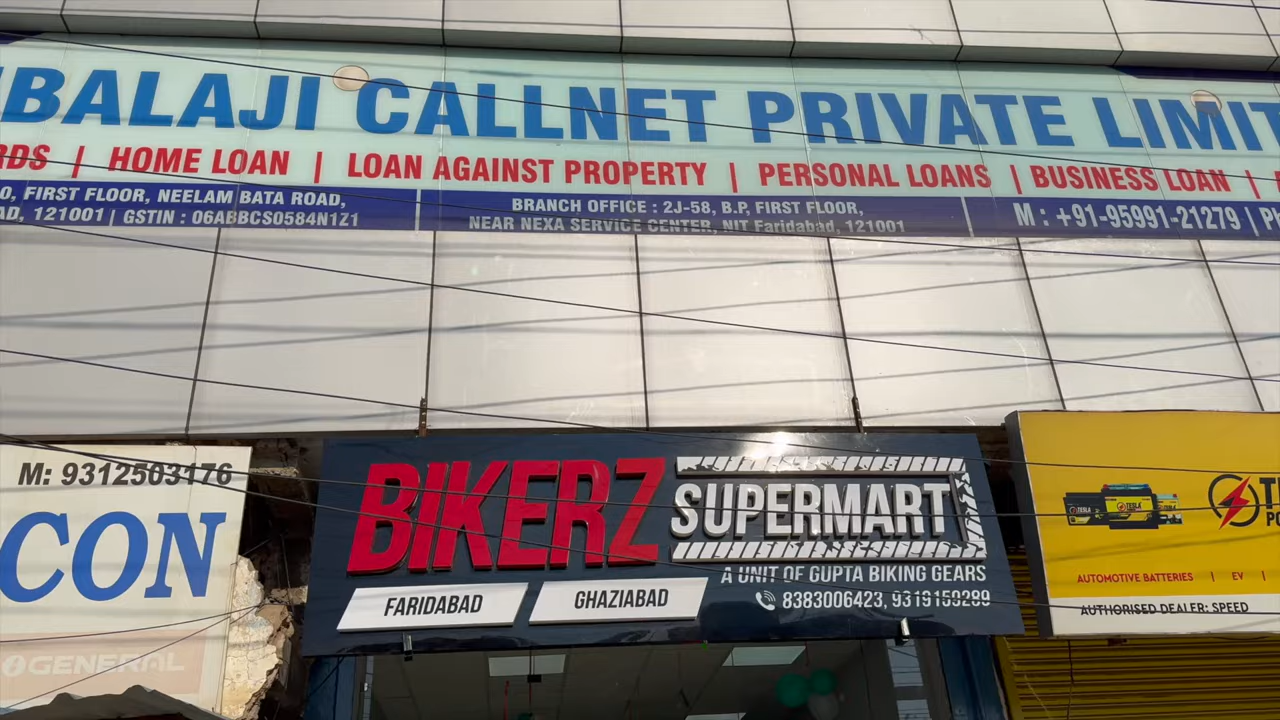 BALAJI CALLNET PRIVATE LIMIT
RDS | HOME LOAN | LOAN AGAINST PROPERTY | PERSONAL LOANS | BUSINESS LOAN |
0, FIRST FLOOR, NEELAM BATA ROAD,
AD, 121001 | GSTIN : 06ABBCS0584N1Z1
BRANCH OFFICE : 2J-58, B.P, FIRST FLOOR,
NEAR NEXA SERVICE CENTER, NIT Faridabad, 121001
M : +91-95991-21279 | P
M: 9312503176
CON
GENERAL
BIKERZ
SUPERMART
A UNIT OF GUPTA BIKING GEARS
8383006423, 9319159289
FARIDABAD
GHAZIABAD
TESLA
AUTOMOTIVE BATTERIES | EV |
AUTHORISED DEALER: SPEED